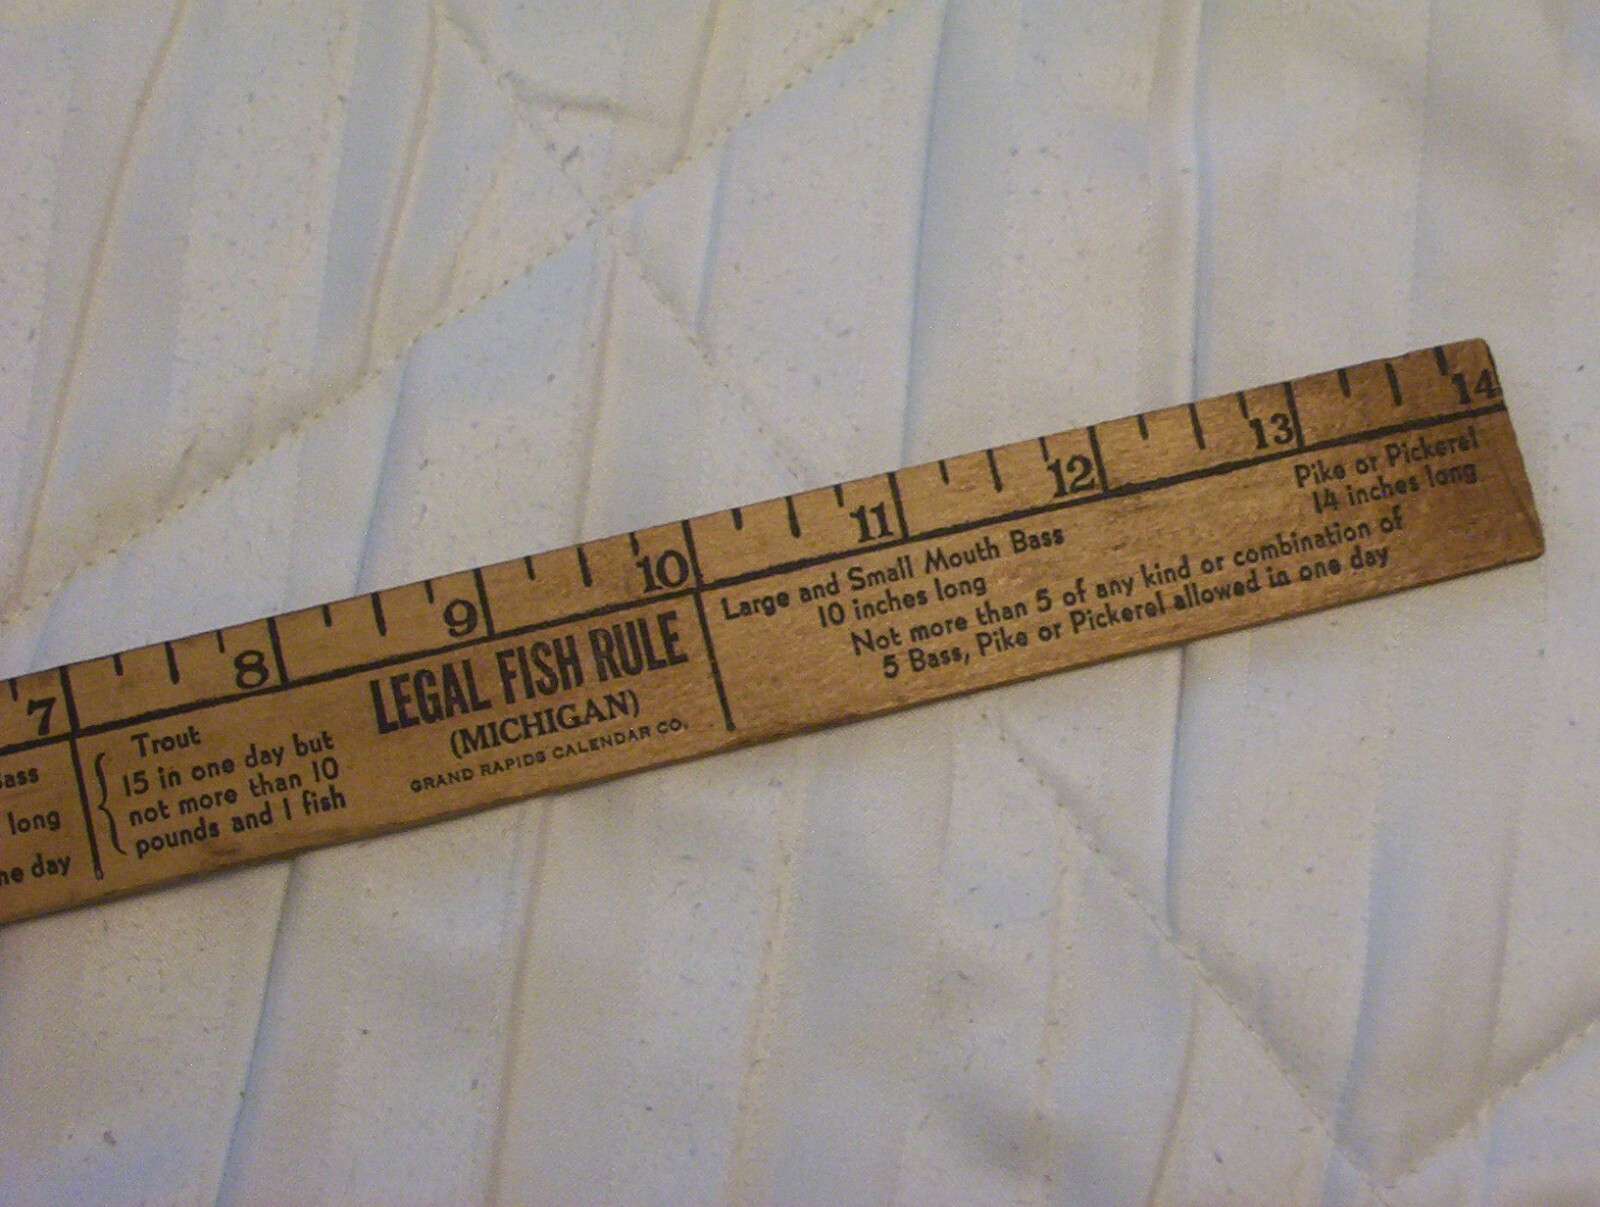 7 8 9 10 11 12 13 14
ass
long
ne day
Trout
15 in one day but
not more than 10
pounds and 1 fish
LEGAL FISH RULE
(MICHIGAN)
GRAND RAPIDS CALENDAR CO.
Large and Small Mouth Bass
10 inches long
Pike or Pickerel
14 inches long
Not more than 5 of any kind or combination of
5 Bass, Pike or Pickerel allowed in one day